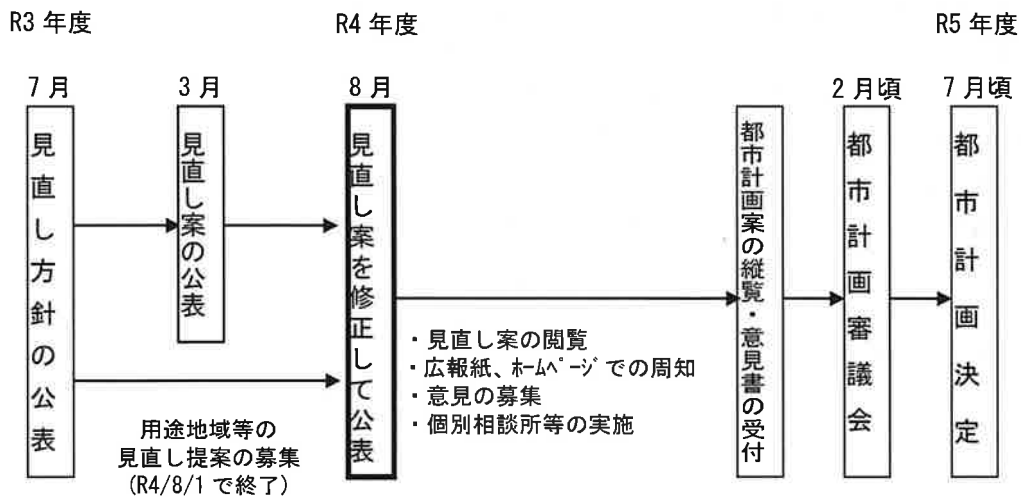 R3 年度
R4 年度
R5 年度
7 月
3 月
8 月
2 月頃
7 月頃
見直し方針の公表
見直し案の公表
見直し案を修正して公表
都市計画案の縦覧・意見書の受付
都市計画審議会
都市計画決定
・見直し案の閲覧
・広報紙、ﾎｰﾑﾍﾟｰｼﾞでの周知
・意見の募集
・個別相談所等の実施
用途地域等の
見直し提案の募集
(R4/8/1 で終了)